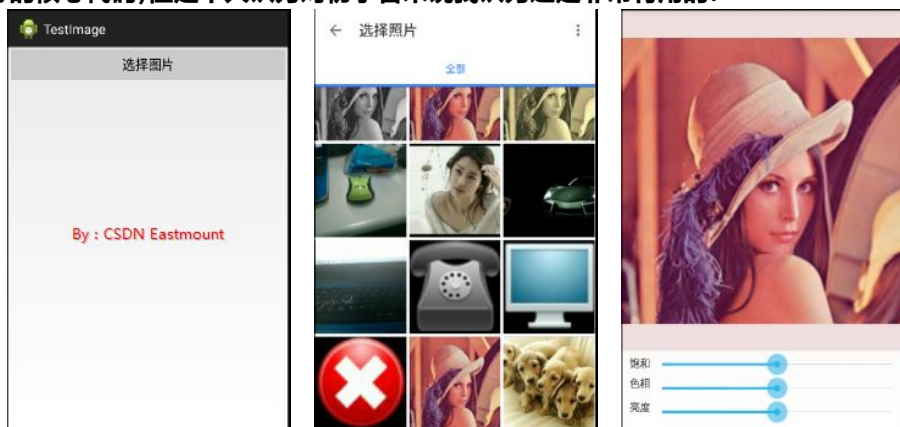 TestImage
选择图片
By : CSDN Eastmount
选择照片
全部
饱和
色相
亮度